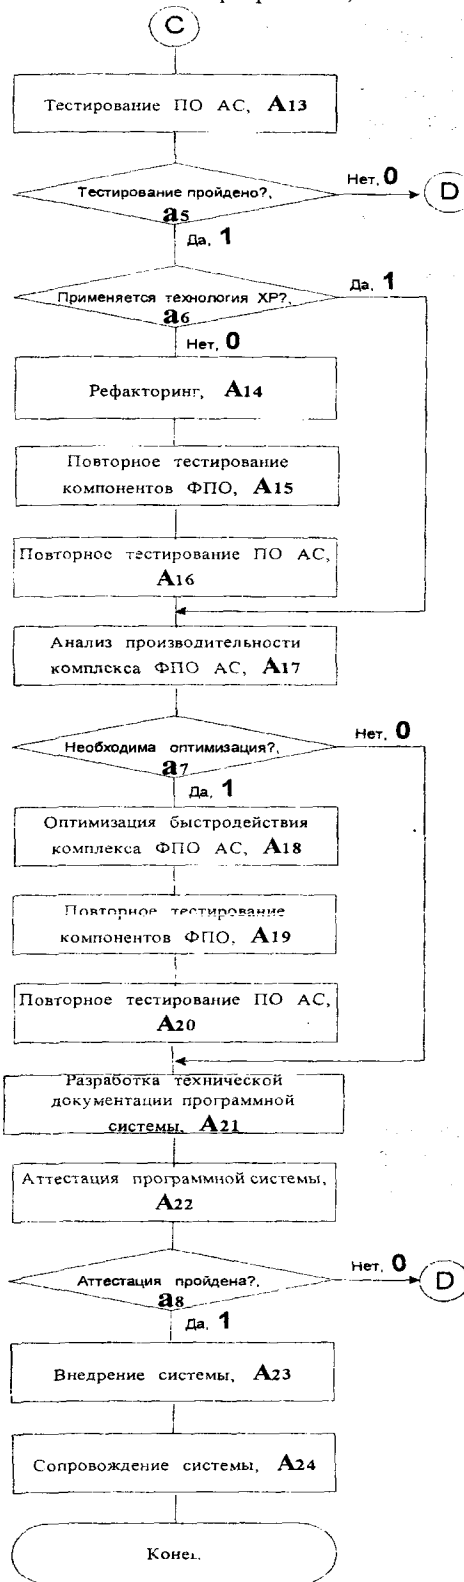 C
Тестирование ПО АС, A13
Тестирование пройдено?,
a5
Нет, 0
D
Да, 1
Применяется технология XP?,
a6
Да, 1
Нет, 0
Рефакторинг, A14
Повторное тестирование
компонентов ФПО, A15
Повторное тестирование ПО АС,
A16
Анализ производительности
комплекса ФПО АС, A17
Необходима оптимизация?,
a7
Нет, 0
Да, 1
Оптимизация быстродействия
комплекса ФПО АС, A18
Повторное тестирование
компонентов ФПО, A19
Повторное тестирование ПО АС,
A20
Разработка технической
документации программной
системы, A21
Аттестация программной системы,
A22
Аттестация пройдена?,
a8
Нет, 0
D
Да, 1
Внедрение системы, A23
Сопровождение системы, A24
Конец.